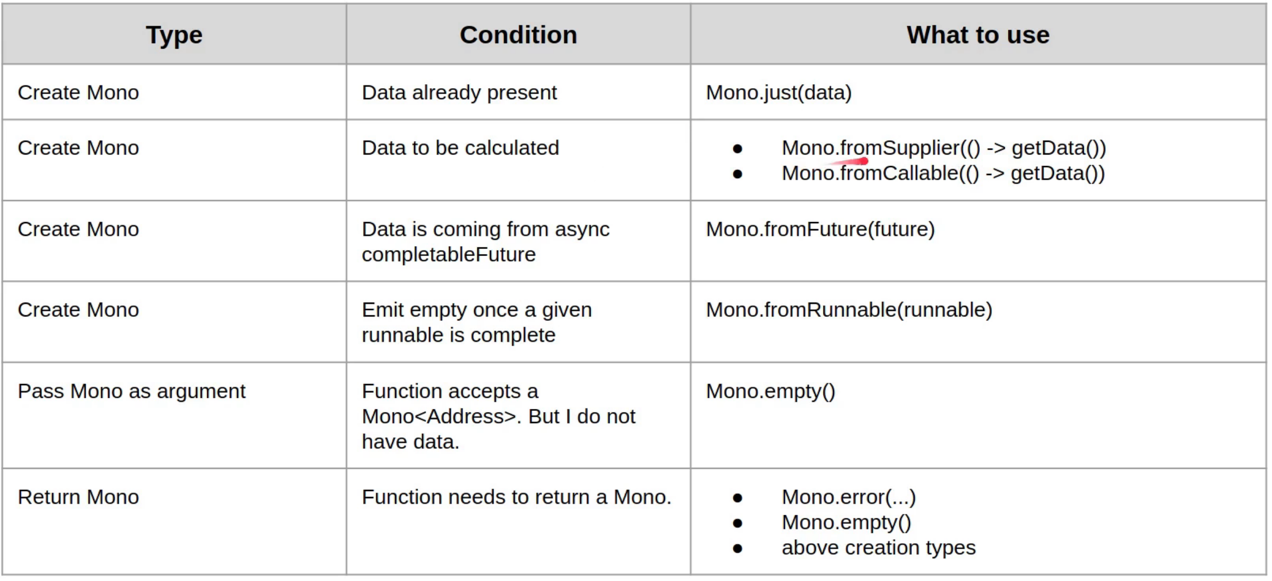 Type Condition What to use
Create Mono Data already present Mono.just(data)
Create Mono Data to be calculated ● Mono.fromSupplier(() -> getData())
● Mono.fromCallable(() -> getData())
Create Mono Data is coming from async Mono.fromFuture(future)
completableFuture
Create Mono Emit empty once a given Mono.fromRunnable(runnable)
runnable is complete
Pass Mono as argument Function accepts a Mono.empty()
Mono<Address>. But I do not
have data.
Return Mono Function needs to return a Mono. ● Mono.error(...)
● Mono.empty()
● above creation types